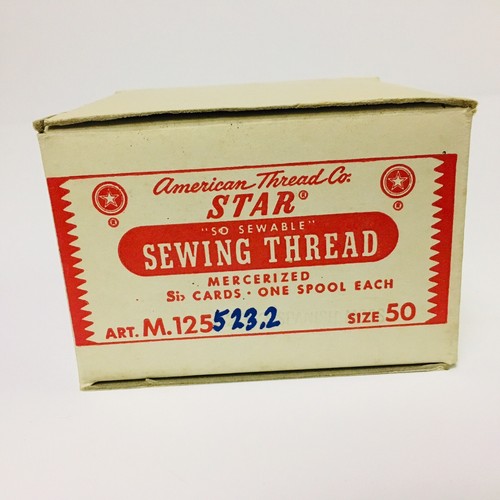 American Thread Co.
STAR®
"SO SEWABLE"
SEWING THREAD
MERCERIZED
Six CARDS · ONE SPOOL EACH
ART. M.125 523.2 SIZE 50
® ®